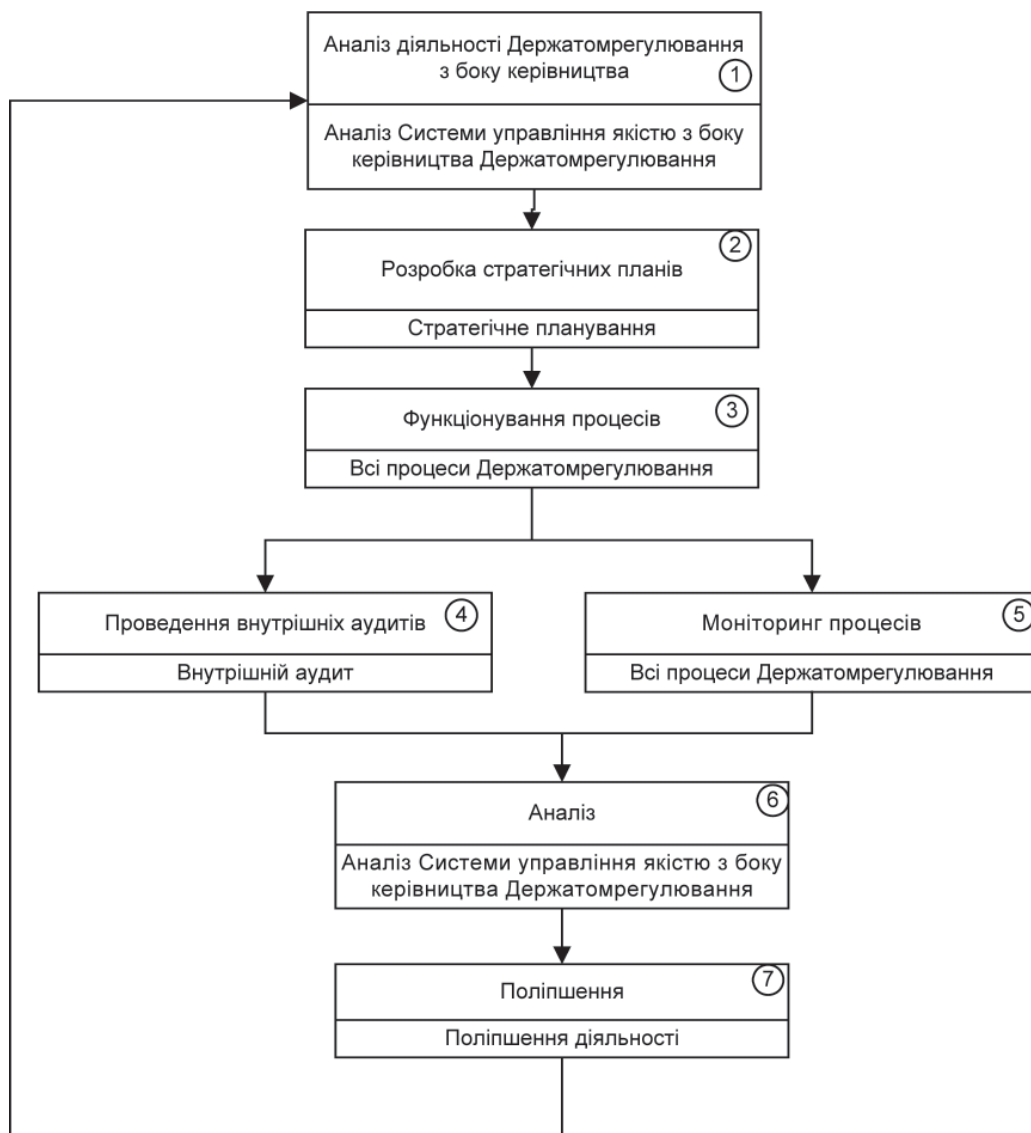 Аналіз діяльності Держатомрегулювання
з боку керівництва
1
Аналіз Системи управління якістю з боку
керівництва Держатомрегулювання
2
Розробка стратегічних планів
Стратегічне планування
3
Функціонування процесів
Всі процеси Держатомрегулювання
4
Проведення внутрішніх аудитів
Внутрішній аудит
5
Моніторинг процесів
Всі процеси Держатомрегулювання
6
Аналіз
Аналіз Системи управління якістю з боку
керівництва Держатомрегулювання
7
Поліпшення
Поліпшення діяльності